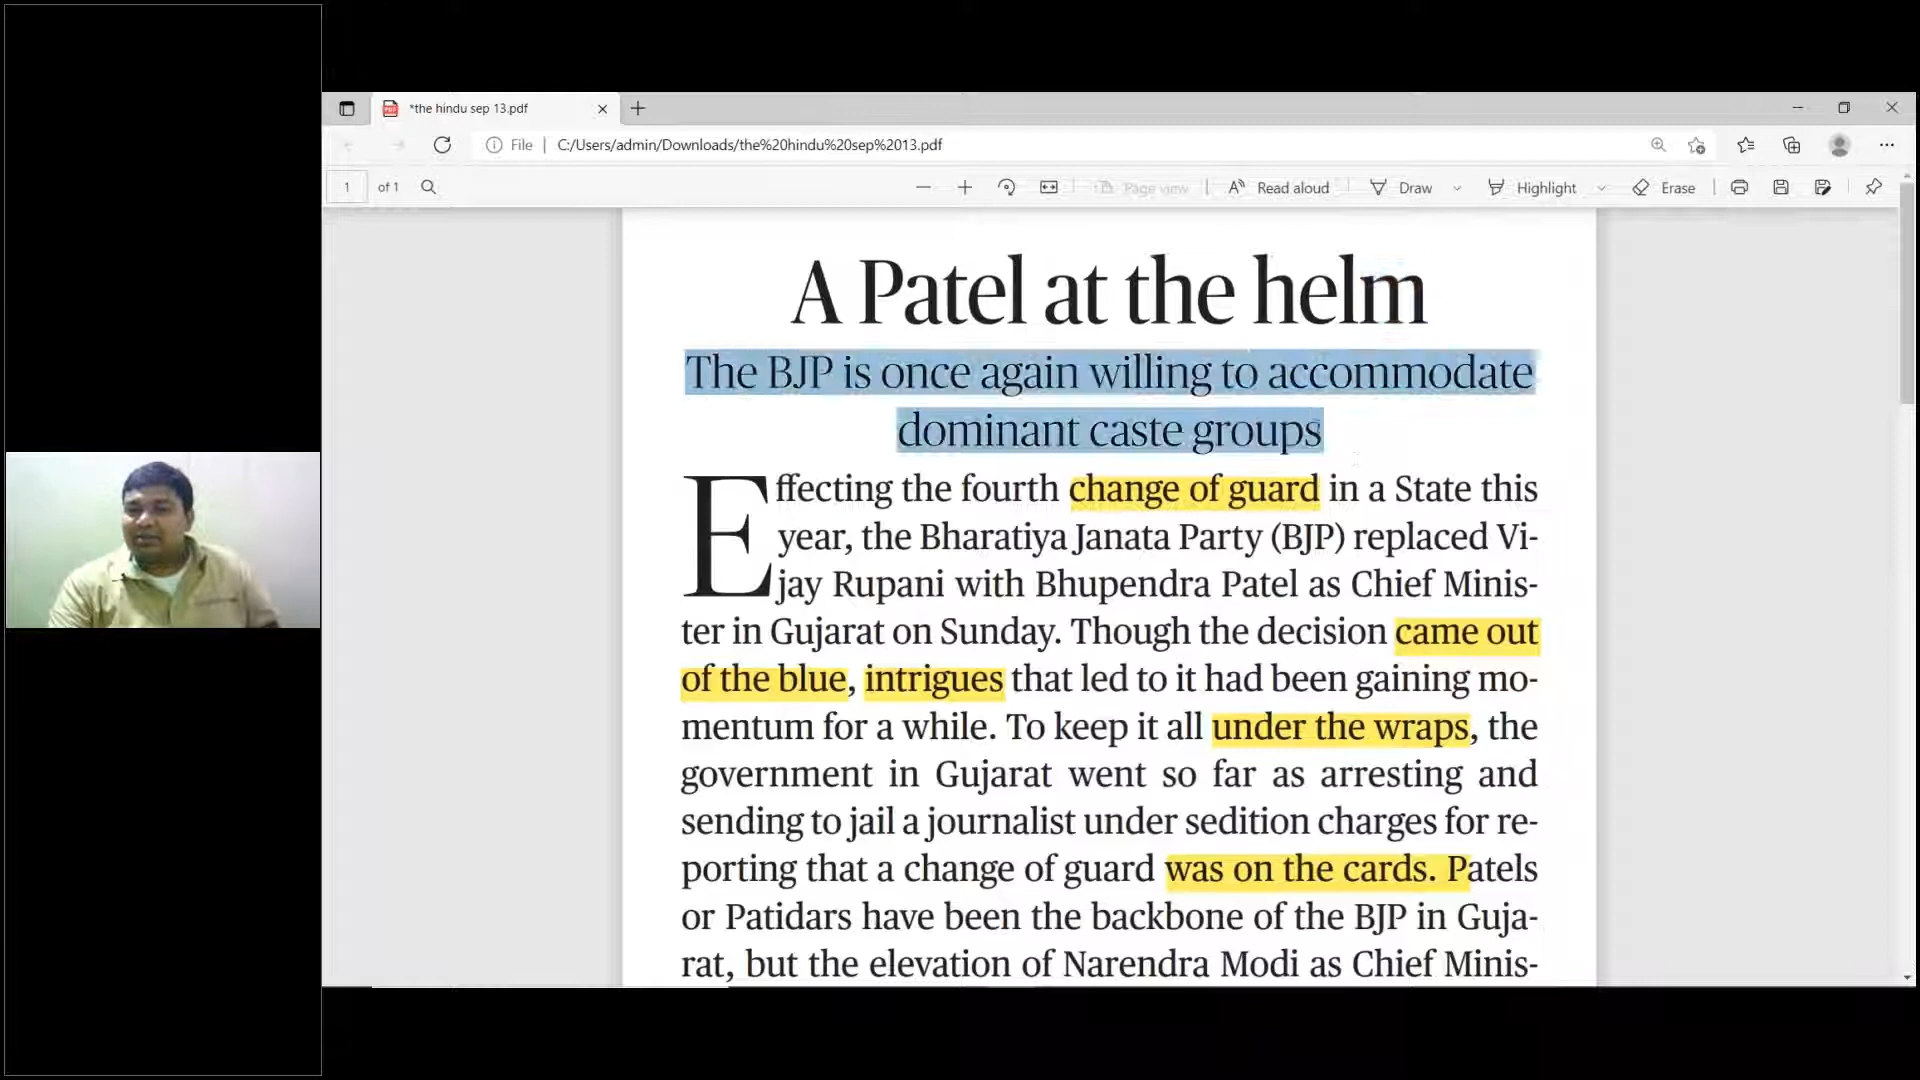 *the hindu sep 13.pdf
File
C:/Users/admin/Downloads/the%20hindu%20sep%2013.pdf
1 of 1
Page view
Read aloud
Draw
Highlight
Erase
A Patel at the helm
The BJP is once again willing to accommodate
dominant caste groups
Effecting the fourth change of guard in a State this
year, the Bharatiya Janata Party (BJP) replaced Vi-
jay Rupani with Bhupendra Patel as Chief Minis-
ter in Gujarat on Sunday. Though the decision came out
of the blue, intrigues that led to it had been gaining mo-
mentum for a while. To keep it all under the wraps, the
government in Gujarat went so far as arresting and
sending to jail a journalist under sedition charges for re-
porting that a change of guard was on the cards. Patels
or Patidars have been the backbone of the BJP in Guja-
rat, but the elevation of Narendra Modi as Chief Minis-